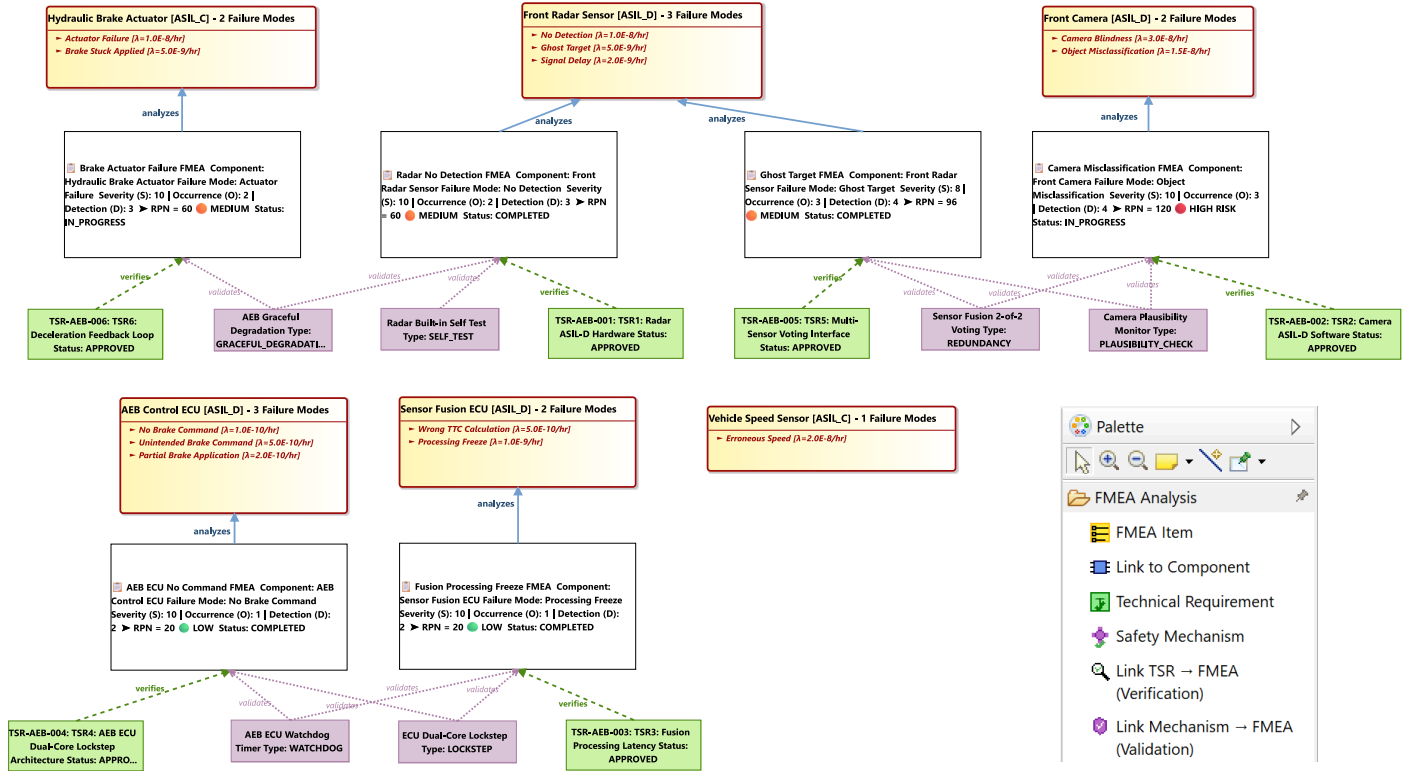 Hydraulic Brake Actuator [ASIL_C] - 2 Failure Modes
► Actuator Failure [λ=1.0E-8/hr]
► Brake Stuck Applied [λ=5.0E-9/hr]
Front Radar Sensor [ASIL_D] - 3 Failure Modes
► No Detection [λ=1.0E-8/hr]
► Ghost Target [λ=5.0E-9/hr]
► Signal Delay [λ=2.0E-9/hr]
Front Camera [ASIL_D] - 2 Failure Modes
► Camera Blindness [λ=3.0E-8/hr]
► Object Misclassification [λ=1.5E-8/hr]
analyzes
analyzes
analyzes
analyzes
Brake Actuator Failure FMEA Component:
Hydraulic Brake Actuator Failure Mode: Actuator
Failure Severity (S): 10 | Occurrence (O): 2 |
Detection (D): 3 ➤ RPN = 60 MEDIUM Status:
IN_PROGRESS
Radar No Detection FMEA Component: Front
Radar Sensor Failure Mode: No Detection Severity
(S): 10 | Occurrence (O): 2 | Detection (D): 3 ➤ RPN
= 60 MEDIUM Status: COMPLETED
Ghost Target FMEA Component: Front Radar
Sensor Failure Mode: Ghost Target Severity (S): 8 |
Occurrence (O): 3 | Detection (D): 4 ➤ RPN = 96
MEDIUM Status: COMPLETED
Camera Misclassification FMEA Component:
Front Camera Failure Mode: Object
Misclassification Severity (S): 10 | Occurrence (O): 3
| Detection (D): 4 ➤ RPN = 120 HIGH RISK
Status: IN_PROGRESS
verifies
validates
validates
validates
verifies
verifies
validates
validates
validates
validates
verifies
TSR-AEB-006: TSR6:
Deceleration Feedback Loop
Status: APPROVED
AEB Graceful
Degradation Type:
GRACEFUL_DEGRADATI...
Radar Built-in Self Test
Type: SELF_TEST
TSR-AEB-001: TSR1: Radar
ASIL-D Hardware Status:
APPROVED
TSR-AEB-005: TSR5: Multi-
Sensor Voting Interface
Status: APPROVED
Sensor Fusion 2-of-2
Voting Type:
REDUNDANCY
Camera Plausibility
Monitor Type:
PLAUSIBILITY_CHECK
TSR-AEB-002: TSR2: Camera
ASIL-D Software Status:
APPROVED
AEB Control ECU [ASIL_D] - 3 Failure Modes
► No Brake Command [λ=1.0E-10/hr]
► Unintended Brake Command [λ=5.0E-10/hr]
► Partial Brake Application [λ=2.0E-10/hr]
Sensor Fusion ECU [ASIL_D] - 2 Failure Modes
► Wrong TTC Calculation [λ=5.0E-10/hr]
► Processing Freeze [λ=1.0E-9/hr]
Vehicle Speed Sensor [ASIL_C] - 1 Failure Modes
► Erroneous Speed [λ=2.0E-8/hr]
analyzes
analyzes
AEB ECU No Command FMEA Component: AEB
Control ECU Failure Mode: No Brake Command
Severity (S): 10 | Occurrence (O): 1 | Detection (D):
2 ➤ RPN = 20 LOW Status: COMPLETED
Fusion Processing Freeze FMEA Component:
Sensor Fusion ECU Failure Mode: Processing Freeze
Severity (S): 10 | Occurrence (O): 1 | Detection (D):
2 ➤ RPN = 20 LOW Status: COMPLETED
verifies
validates
validates
validates
validates
verifies
TSR-AEB-004: TSR4: AEB ECU
Dual-Core Lockstep
Architecture Status: APPRO...
AEB ECU Watchdog
Timer Type: WATCHDOG
ECU Dual-Core Lockstep
Type: LOCKSTEP
TSR-AEB-003: TSR3: Fusion
Processing Latency Status:
APPROVED
Palette
FMEA Analysis
FMEA Item
Link to Component
Technical Requirement
Safety Mechanism
Link TSR → FMEA
(Verification)
Link Mechanism → FMEA
(Validation)